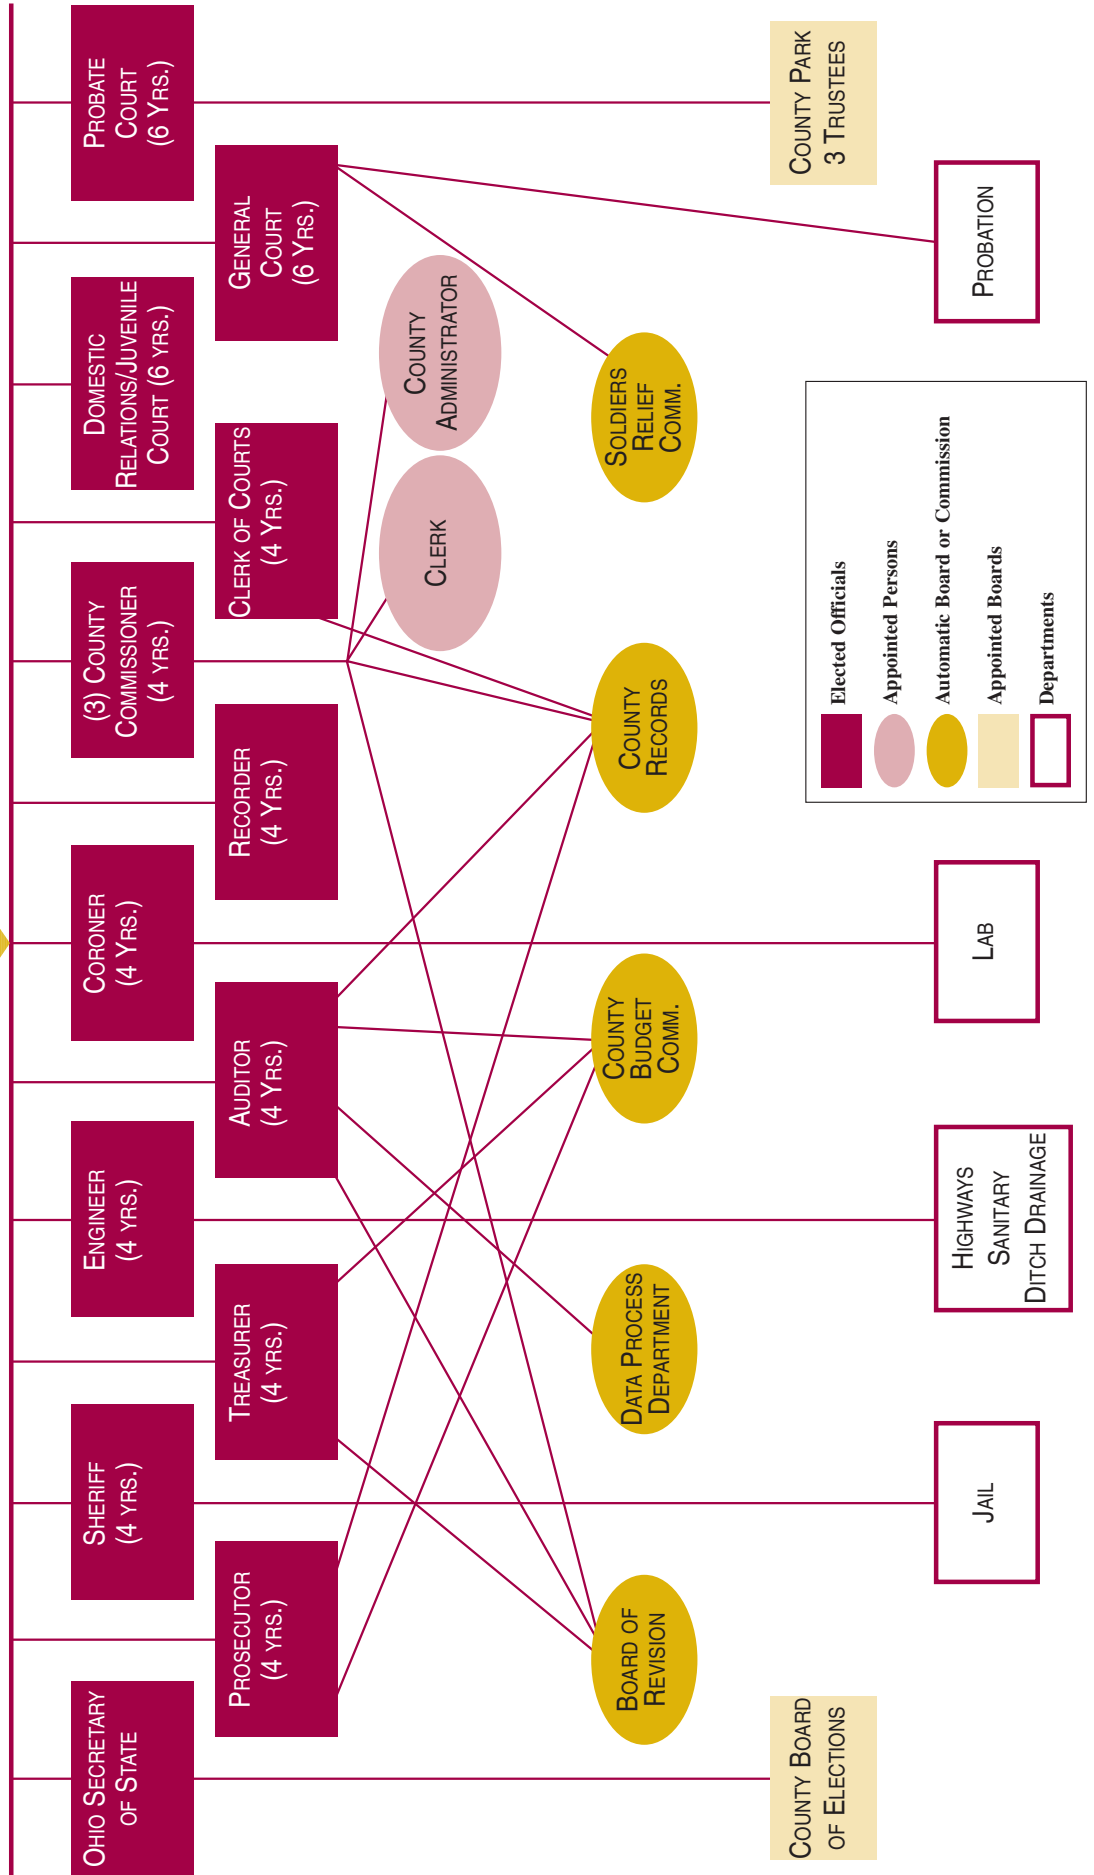 OHIO SECRETARY
OF STATE
SHERIFF
(4 YRS.)
ENGINEER
(4 YRS.)
CORONER
(4 YRS.)
(3) COUNTY
COMMISSIONER
(4 YRS.)
DOMESTIC
RELATIONS/JUVENILE
COURT (6 YRS.)
PROBATE
COURT
(6 YRS.)
PROSECUTOR
(4 YRS.)
TREASURER
(4 YRS.)
AUDITOR
(4 YRS.)
RECORDER
(4 YRS.)
CLERK OF COURTS
(4 YRS.)
GENERAL
COURT
(6 YRS.)
CLERK
COUNTY
ADMINISTRATOR
BOARD OF
REVISION
DATA PROCESS
DEPARTMENT
COUNTY
BUDGET
COMM.
COUNTY
RECORDS
SOLDIERS
RELIEF
COMM.
COUNTY BOARD
OF ELECTIONS
COUNTY PARK
3 TRUSTEES
JAIL
HIGHWAYS
SANITARY
DITCH DRAINAGE
LAB
PROBATION
Elected Officials
Appointed Persons
Automatic Board or Commission
Appointed Boards
Departments